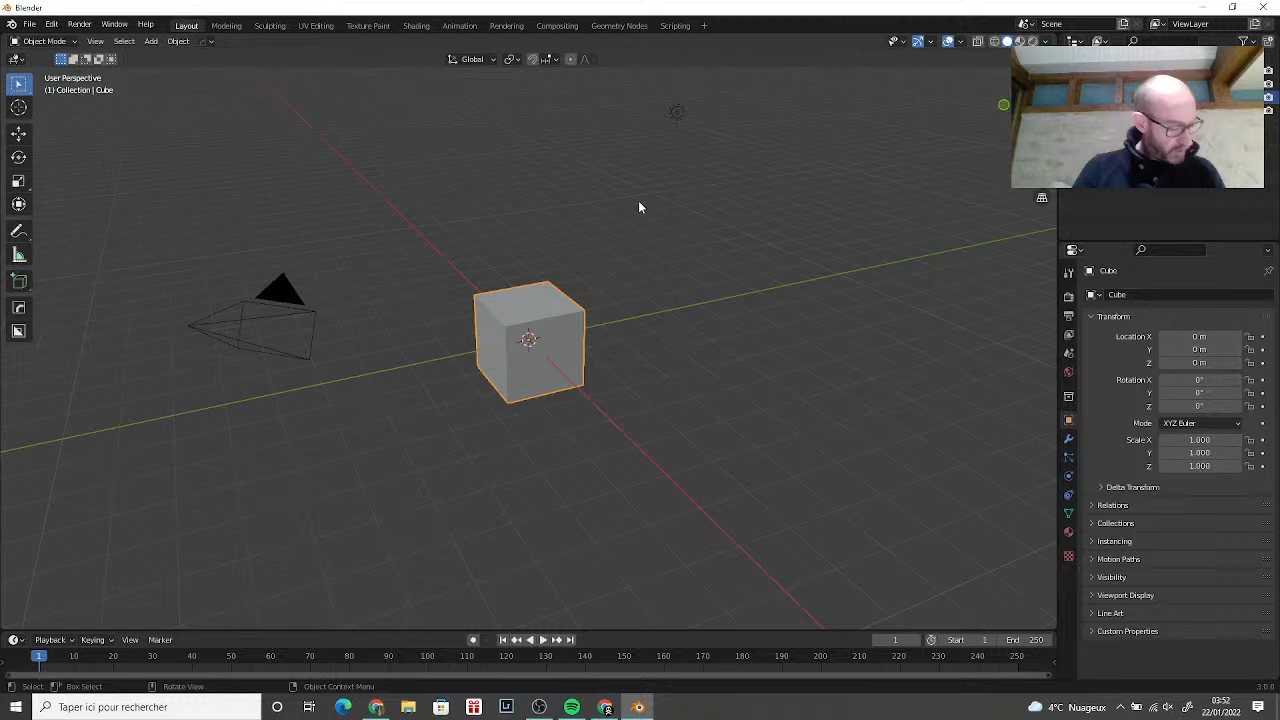 Blender
File Edit Render Window Help Layout Modeling Sculpting UV Editing Texture Paint Shading Animation Rendering Compositing Geometry Nodes Scripting + Scene ViewLayer
Object Mode View Select Add Object
Global
User Perspective
(1) Collection | Cube
Cube
Cube
Transform
Location X 0 m
Y 0 m
Z 0 m
Rotation X 0°
Y 0°
Z 0°
Mode XYZ Euler
Scale X 1.000
Y 1.000
Z 1.000
Delta Transform
Relations
Collections
Instancing
Motion Paths
Visibility
Viewport Display
Line Art
Custom Properties
Playback Keying View Marker 1 Start 1 End 250
1 10 20 30 40 50 60 70 80 90 100 110 120 130 140 150 160 170 180 190 200 210 220 230 240 250
Select Box Select Rotate View Object Context Menu 3.0.0
Taper ici pour rechercher 4°C Nuageux 03:52
22/01/2022